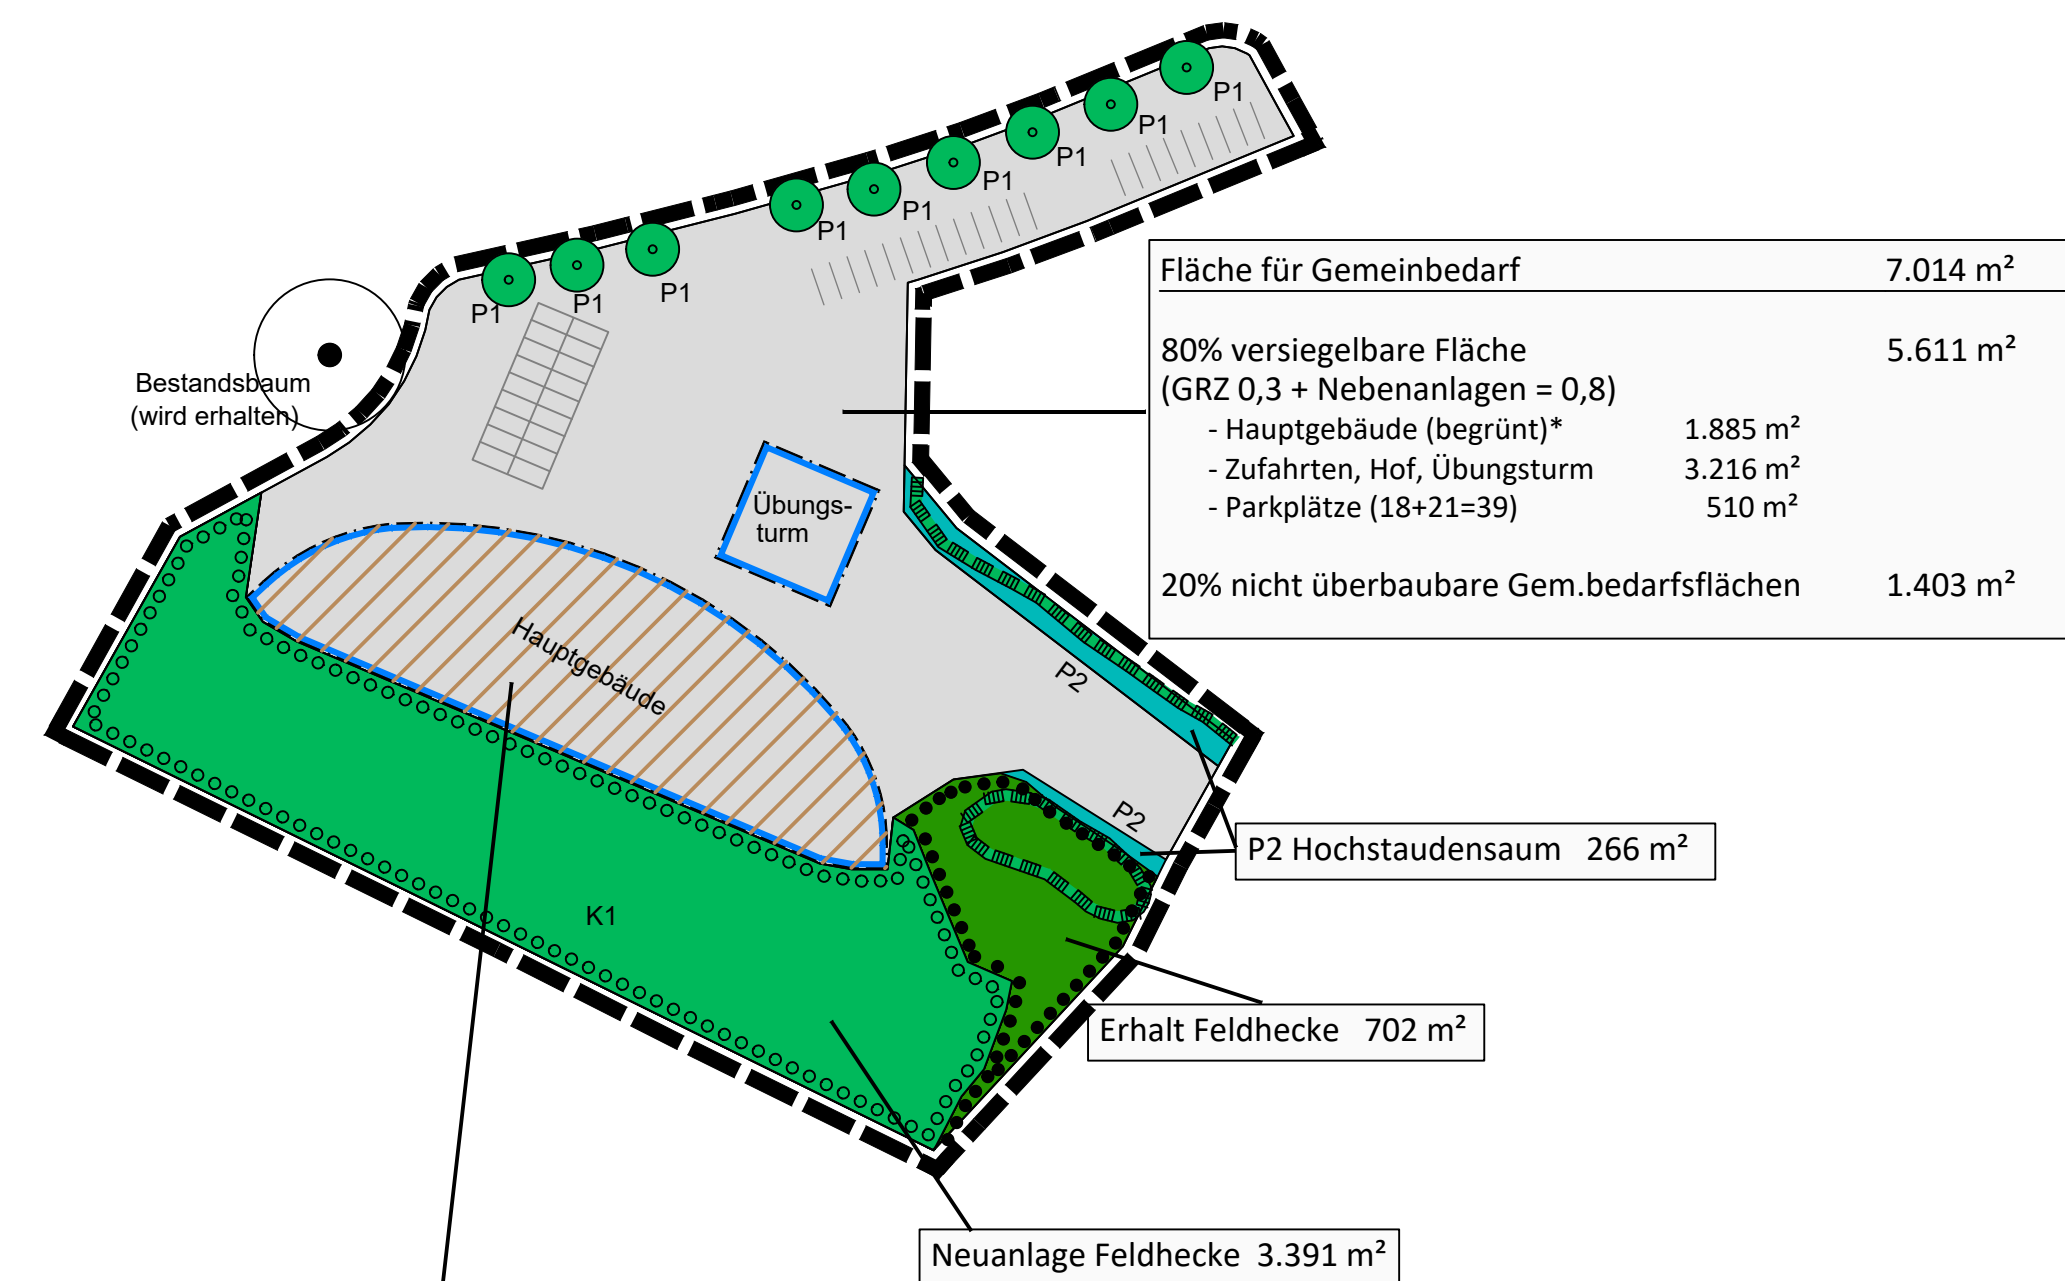 P1
P1
P1
P1
P1
P1
P1
P1
P1
Bestandsbaum
(wird erhalten)
Fläche für Gemeinbedarf 7.014 m²
80% versiegelbare Fläche 5.611 m²
(GRZ 0,3 + Nebenanlagen = 0,8)
- Hauptgebäude (begrünt)* 1.885 m²
- Zufahrten, Hof, Übungsturm 3.216 m²
- Parkplätze (18+21=39) 510 m²
20% nicht überbaubare Gem.bedarfsflächen 1.403 m²
Übungs-
turm
Hauptgebäude
P2
P2
P2 Hochstaudensaum 266 m²
K1
Erhalt Feldhecke 702 m²
Neuanlage Feldhecke 3.391 m²